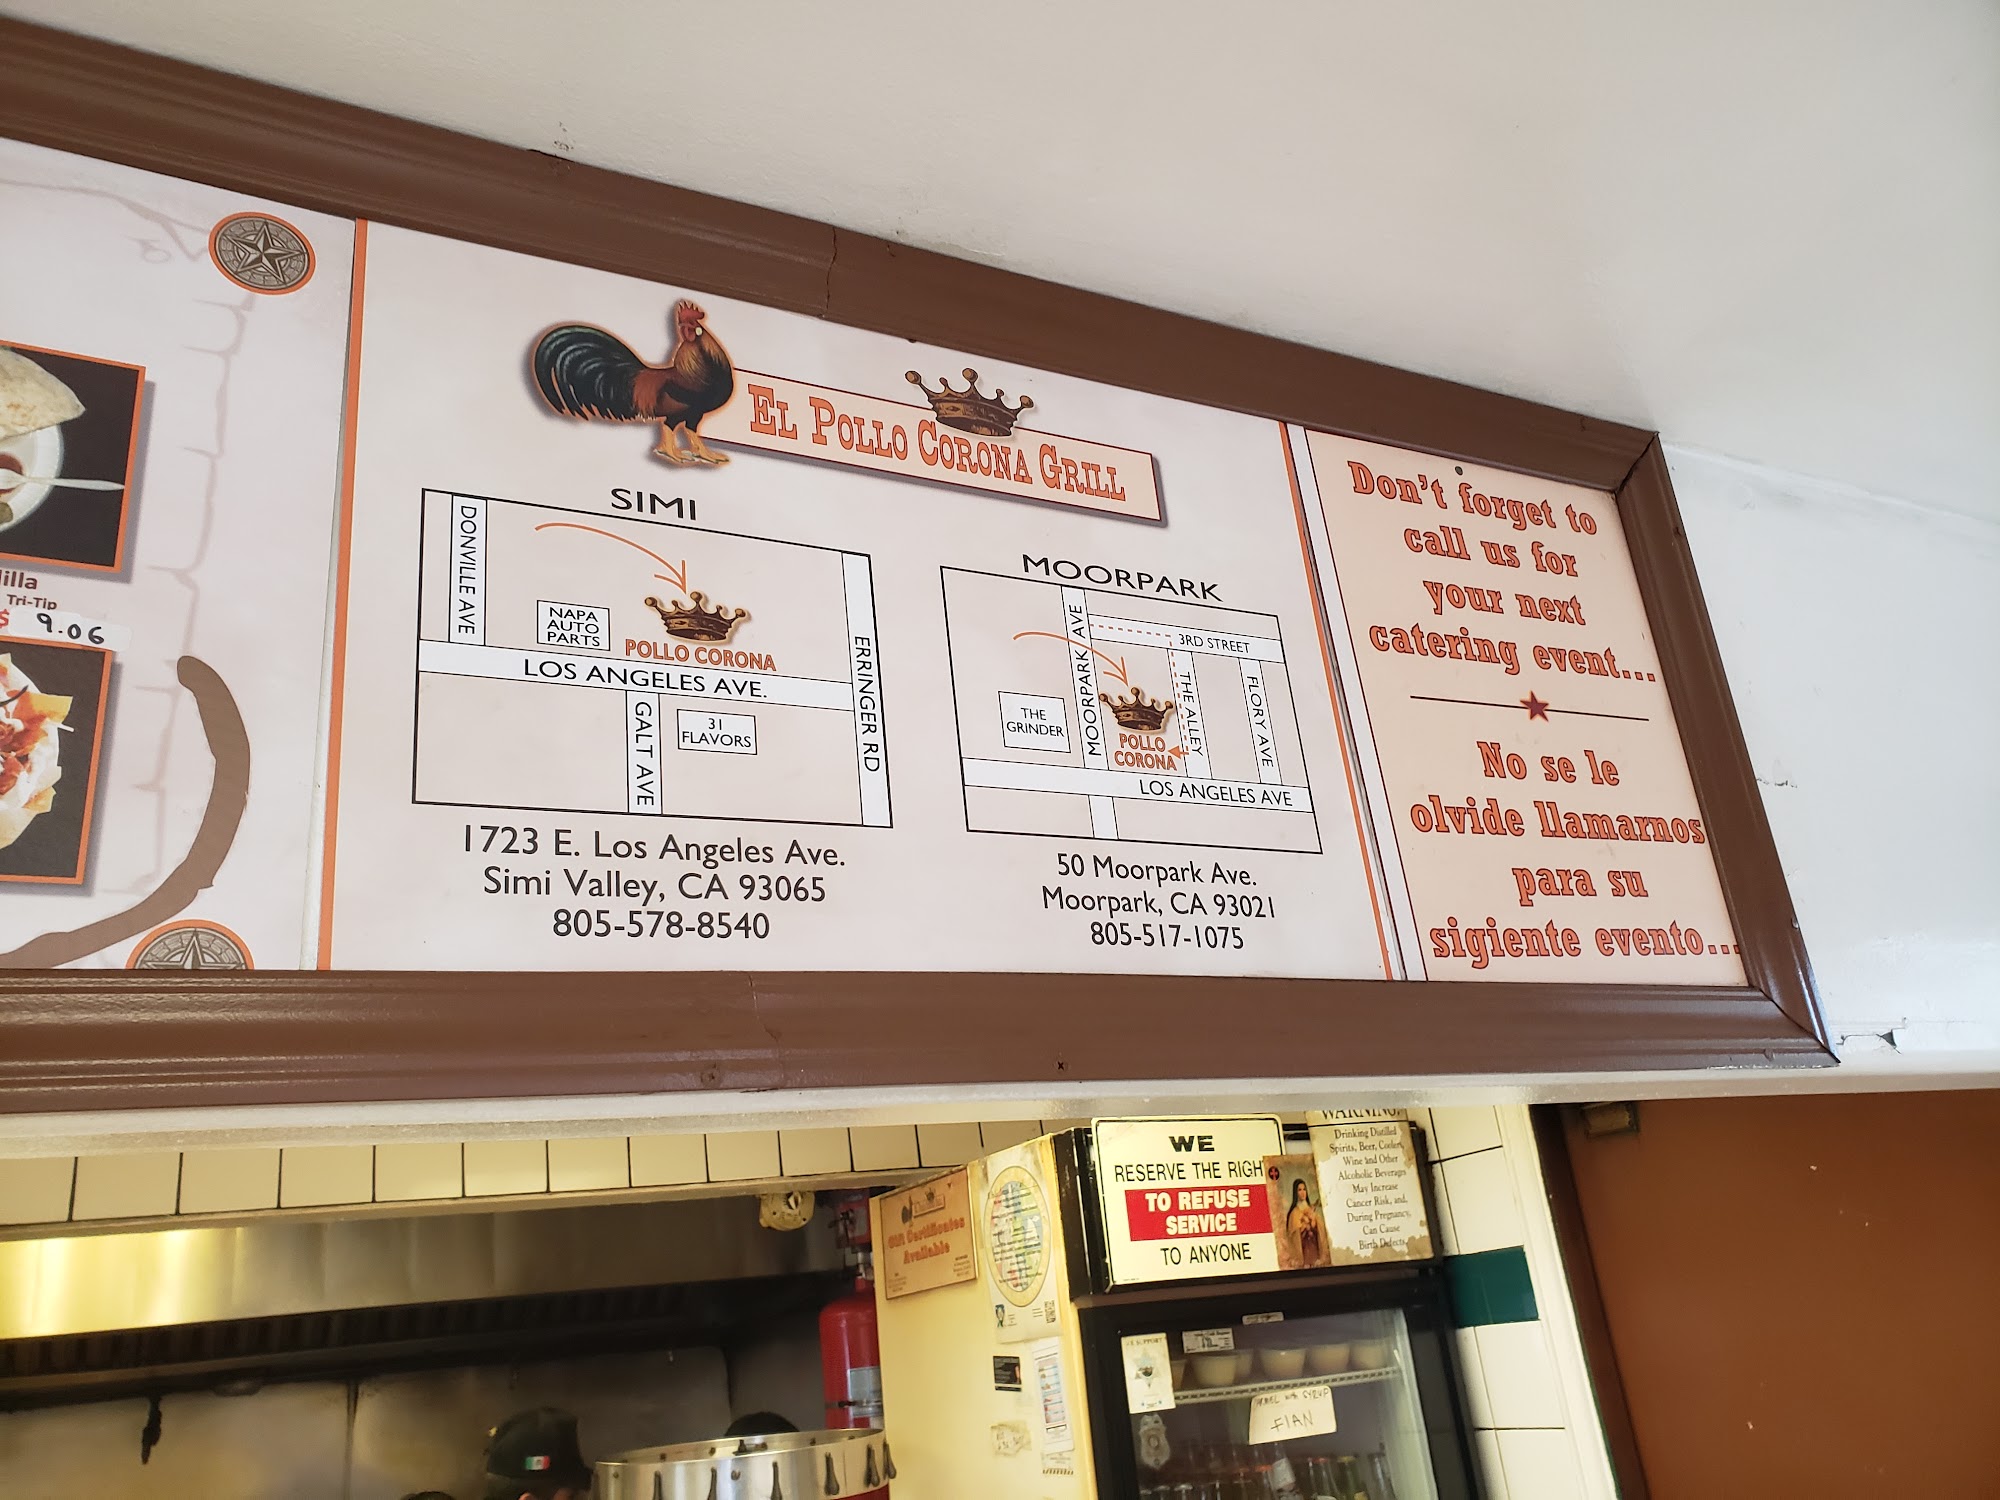 illa
Tri-Tip
$ 9.06
EL POLLO CORONA GRILL
SIMI
DONVILLE AVE
NAPA
AUTO
PARTS
POLLO CORONA
LOS ANGELES AVE.
GALT AVE
31
FLAVORS
ERRINGER RD
1723 E. Los Angeles Ave.
Simi Valley, CA 93065
805-578-8540
MOORPARK
MOORPARK AVE
3RD STREET
THE
GRINDER
POLLO
CORONA
THE ALLEY
FLORY AVE
LOS ANGELES AVE
50 Moorpark Ave.
Moorpark, CA 93021
805-517-1075
Don't forget to
call us for
your next
catering event...
No se le
olvide llamarnos
para su
sigiente evento...
Gift Certificates
Available
WE
RESERVE THE RIGH
TO REFUSE
SERVICE
TO ANYONE
WARNING:
Drinking Distilled
Spirits, Beer, Coolers,
Wine and Other
Alcoholic Beverages
May Increase
Cancer Risk, and,
During Pregnancy,
Can Cause
Birth Defects
FLAN